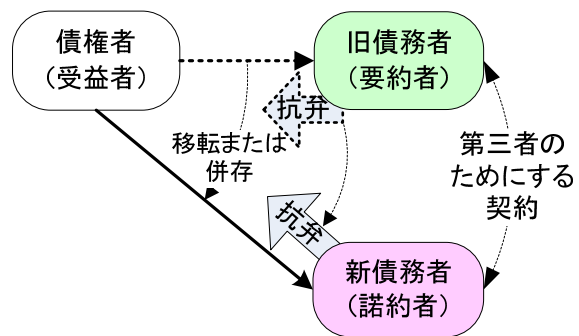 債権者
（受益者）
旧債務者
（要約者）
抗弁
移転または
併存
第三者の
ためにする
契約
抗弁
新債務者
（諾約者）